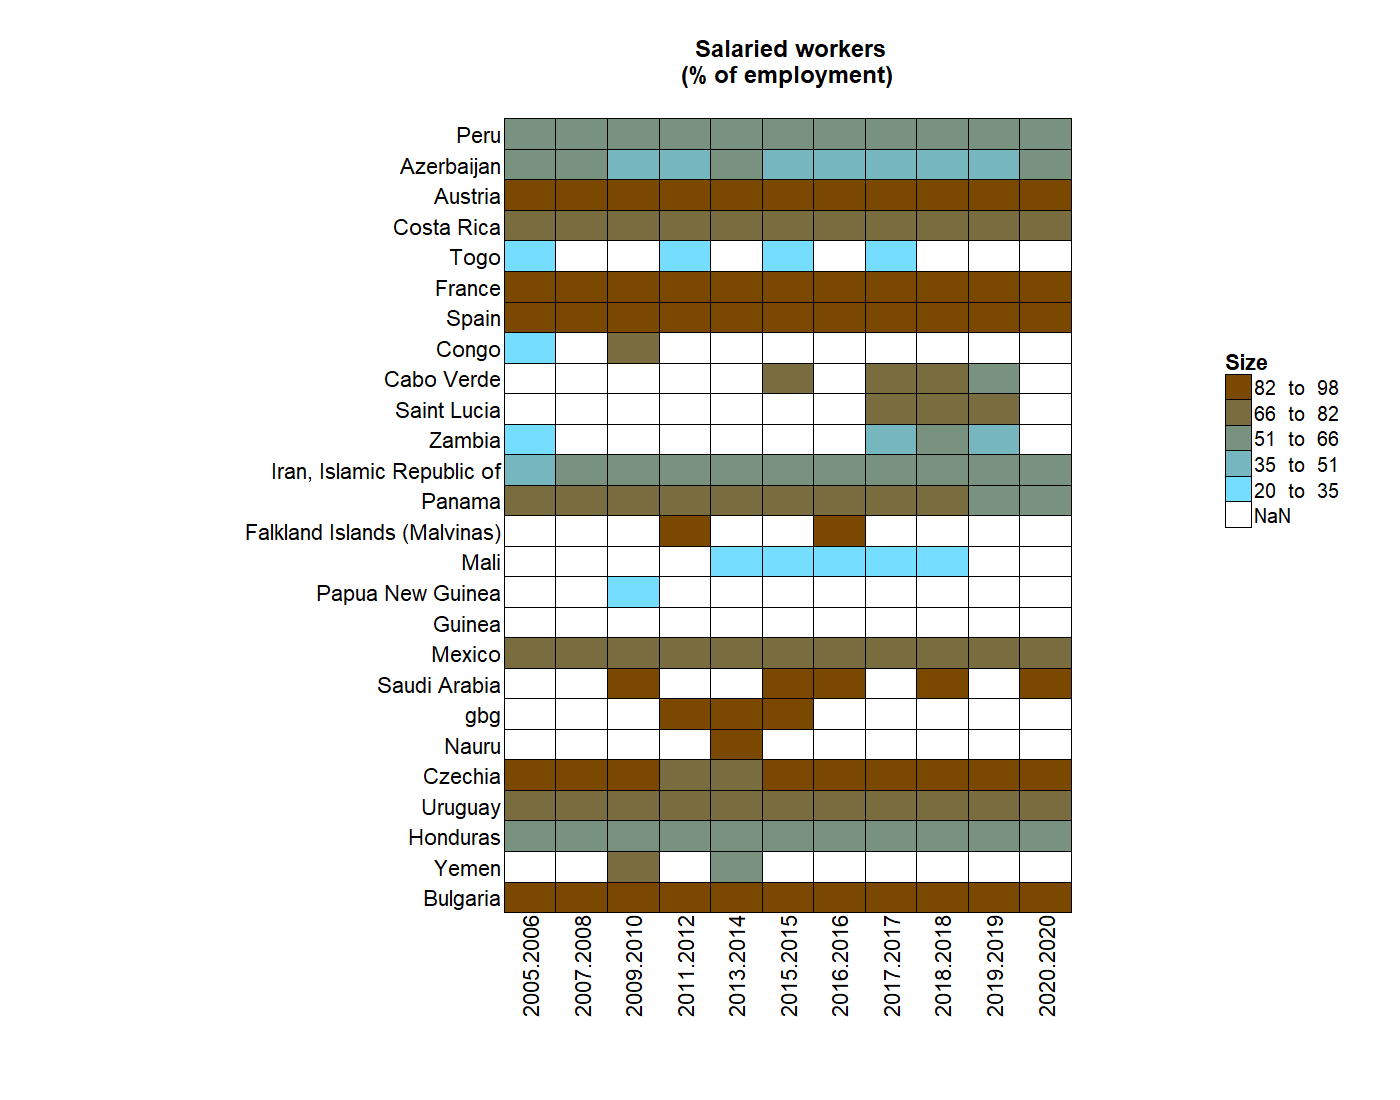 Salaried workers
(% of employment)
Peru
Azerbaijan
Austria
Costa Rica
Togo
France
Spain
Congo
Cabo Verde
Saint Lucia
Zambia
Iran, Islamic Republic of
Panama
Falkland Islands (Malvinas)
Mali
Papua New Guinea
Guinea
Mexico
Saudi Arabia
gbg
Nauru
Czechia
Uruguay
Honduras
Yemen
Bulgaria
2005.2006
2007.2008
2009.2010
2011.2012
2013.2014
2015.2015
2016.2016
2017.2017
2018.2018
2019.2019
2020.2020
Size
82 to 98
66 to 82
51 to 66
35 to 51
20 to 35
NaN